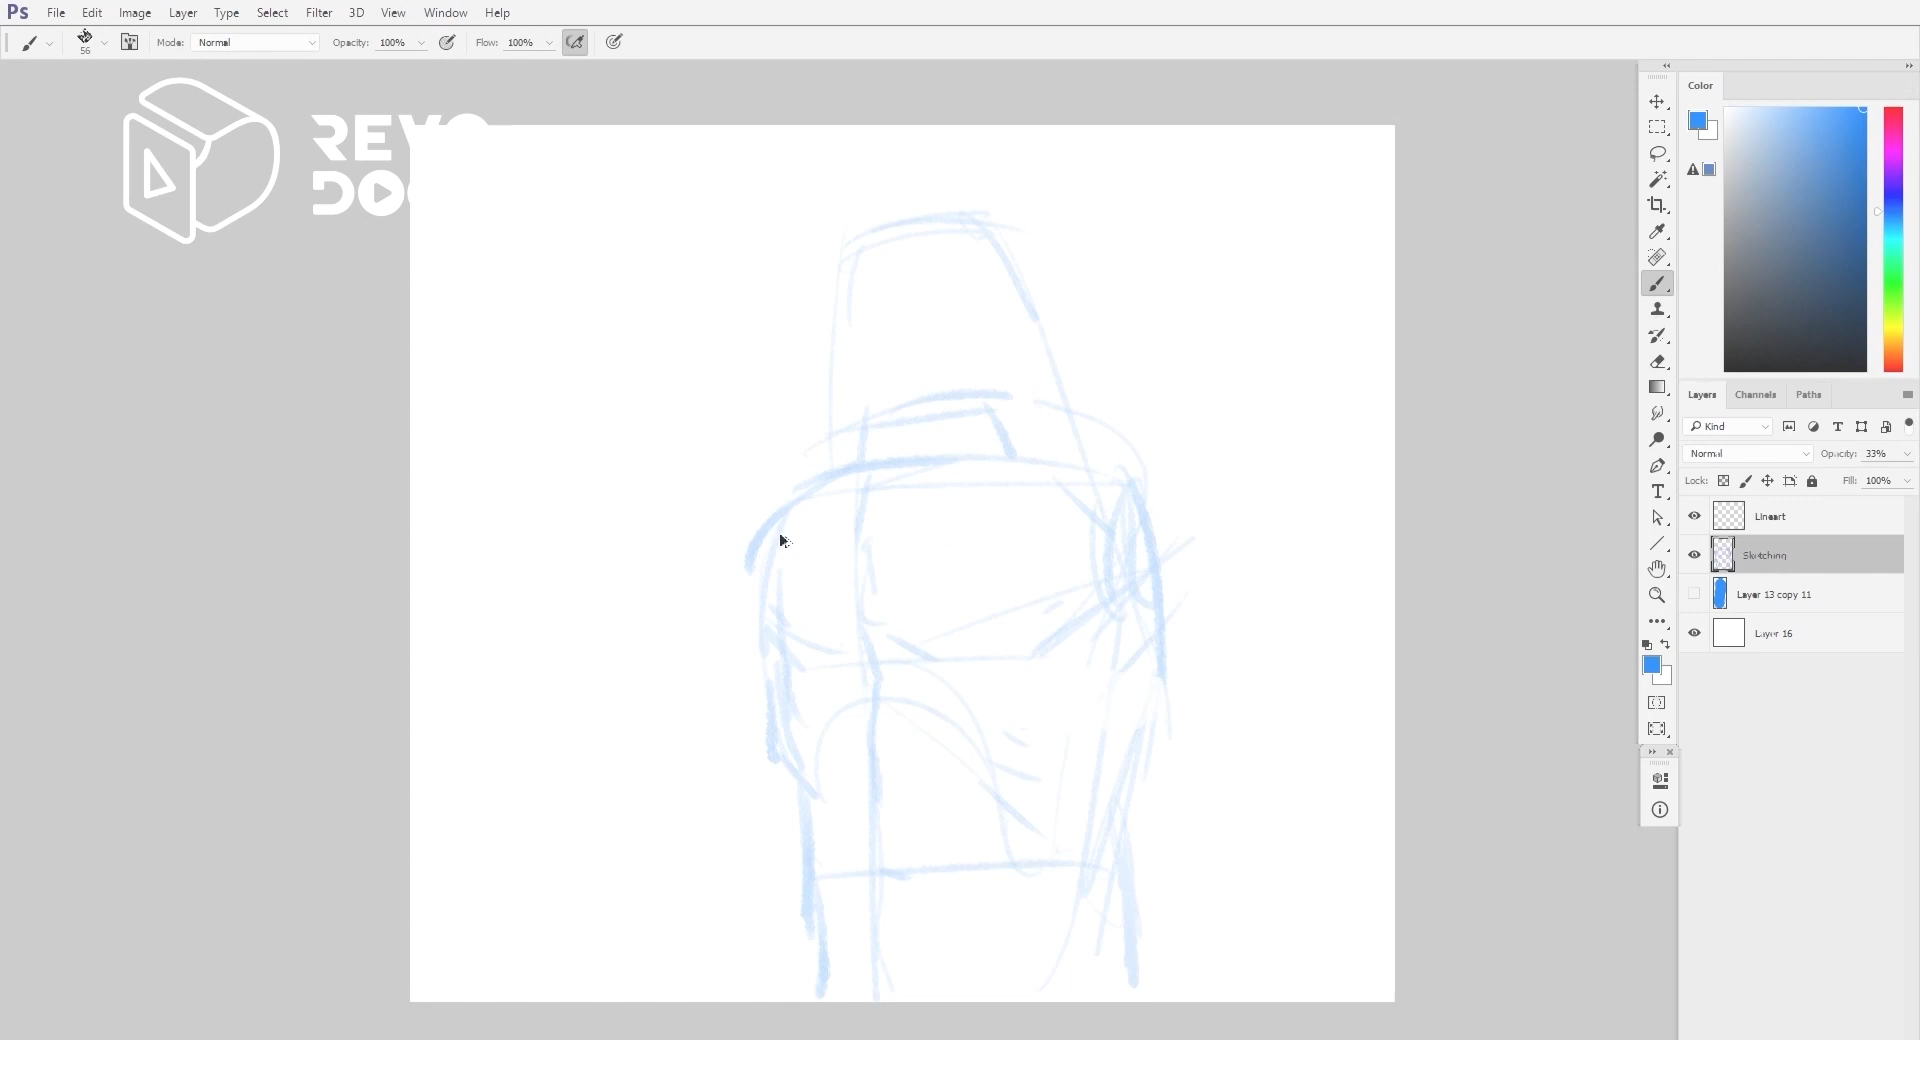 Ps File Edit Image Layer Type Select Filter 3D View Window Help
56 Mode: Normal Opacity: 100% Flow: 100%
REVO
Color
Layers Channels Paths
Kind
Normal Opacity: 33%
Lock: Fill: 100%
Lineart
Sketching
Layer 13 copy 11
Layer 16